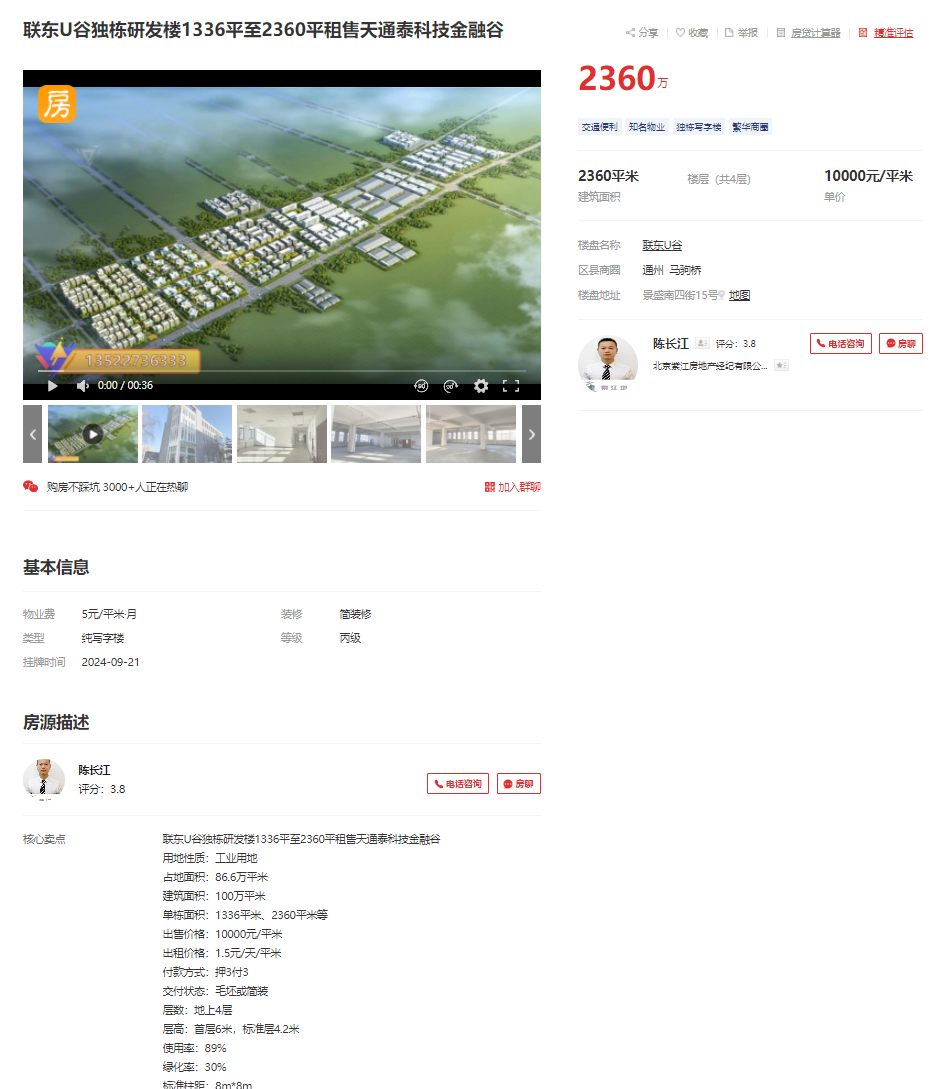 联东U谷独栋研发楼1336平至2360平租售天通泰科技金融谷
分享
收藏
举报
房贷计算器
精准评估
房
13522736333
0:00 / 00:36
购房不踩坑 3000+人正在热聊
加入群聊
2360万
交通便利 知名物业 独栋写字楼 繁华商圈
2360平米
建筑面积
楼层 (共4层)
10000元/平米
单价
楼盘名称 联东U谷
区县商圈 通州 马驹桥
楼盘地址 景盛南四街15号 地图
陈长江 评分：3.8
北京紫江房地产经纪有限公...
电话咨询
房聊
基本信息
物业费 5元/平米·月 装修 简装修
类型 纯写字楼 等级 丙级
挂牌时间 2024-09-21
房源描述
陈长江
评分：3.8
电话咨询
房聊
核心卖点 联东U谷独栋研发楼1336平至2360平租售天通泰科技金融谷
用地性质：工业用地
占地面积：86.6万平米
建筑面积：100万平米
单栋面积：1336平米、2360平米等
出售价格：10000元/平米
出租价格：1.5元/天/平米
付款方式：押3付3
交付状态：毛坯或简装
层数：地上4层
层高：首层6米，标准层4.2米
使用率：89%
绿化率：30%
标准柱距：8m*8m